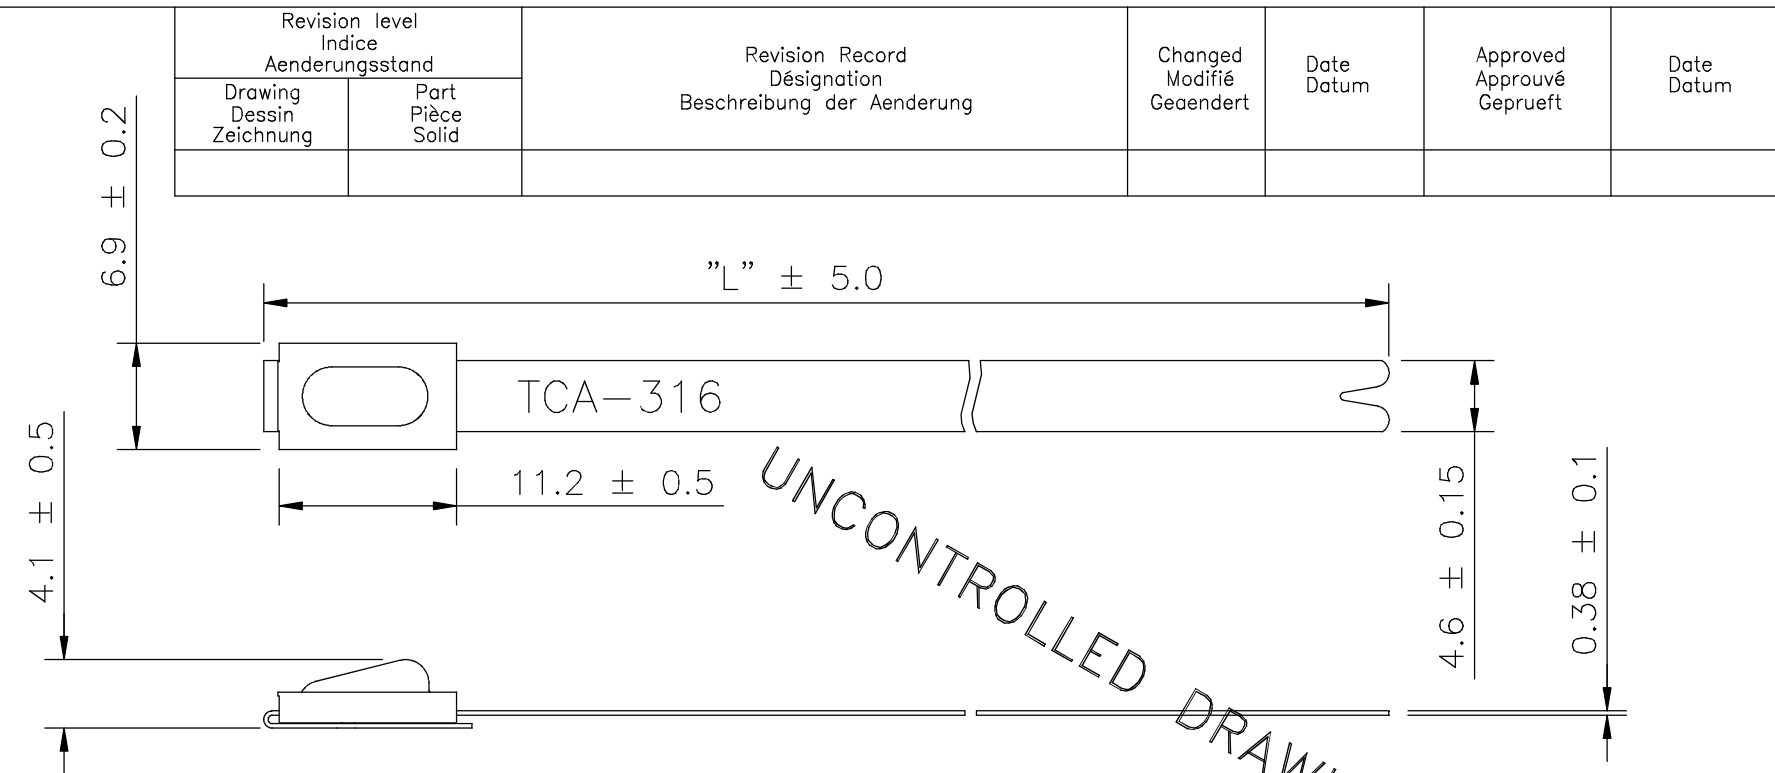 Revision level
Indice
Aenderungsstand
Drawing
Dessin
Zeichnung
Part
Pièce
Solid
Revision Record
Désignation
Beschreibung der Aenderung
Changed
Modifié
Geaendert
Date
Datum
Approved
Approuvé
Geprueft
Date
Datum
6.9 ± 0.2
"L" ± 5.0
TCA-316
11.2 ± 0.5
4.1 ± 0.5
4.6 ± 0.15
0.38 ± 0.1
UNCONTROLLED